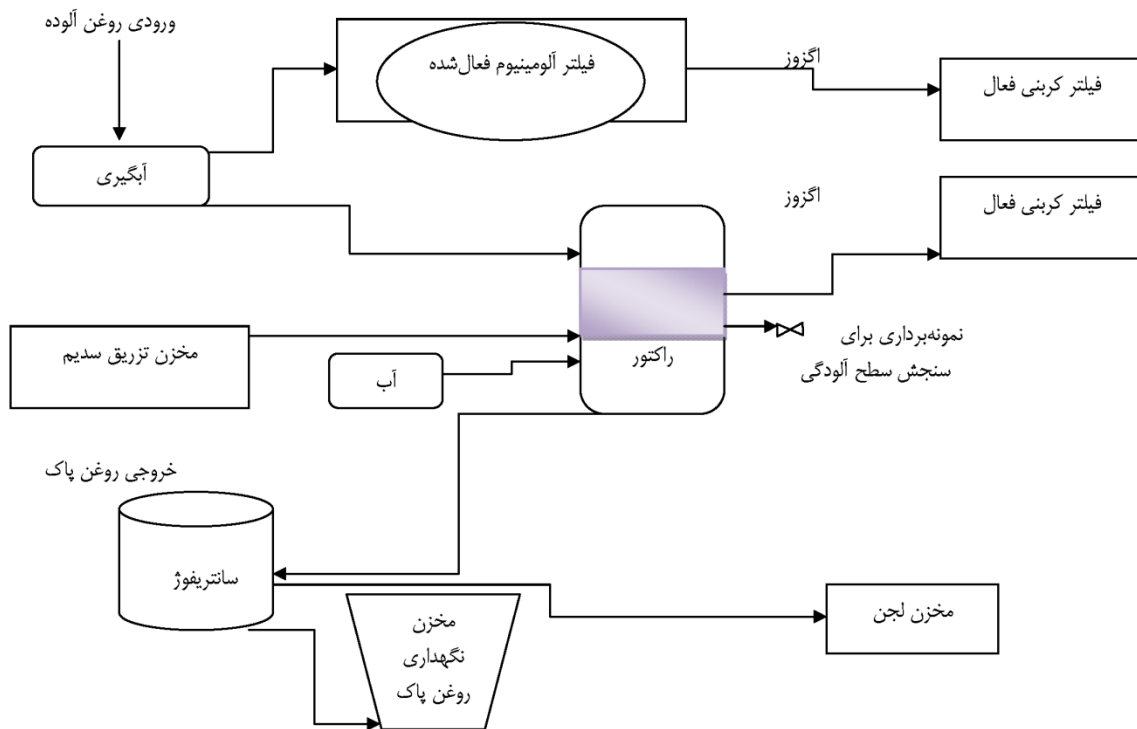 ورودی روغن آلوده
فیلتر آلومینیوم فعال‌شده
اگزوز
فیلتر کربنی فعال
آبگیری
اگزوز
فیلتر کربنی فعال
مخزن تزریق سدیم
آب
راکتور
نمونه‌برداری برای
سنجش سطح آلودگی
خروجی روغن پاک
سانتریفوژ
مخزن
نگهداری
روغن پاک
مخزن لجن